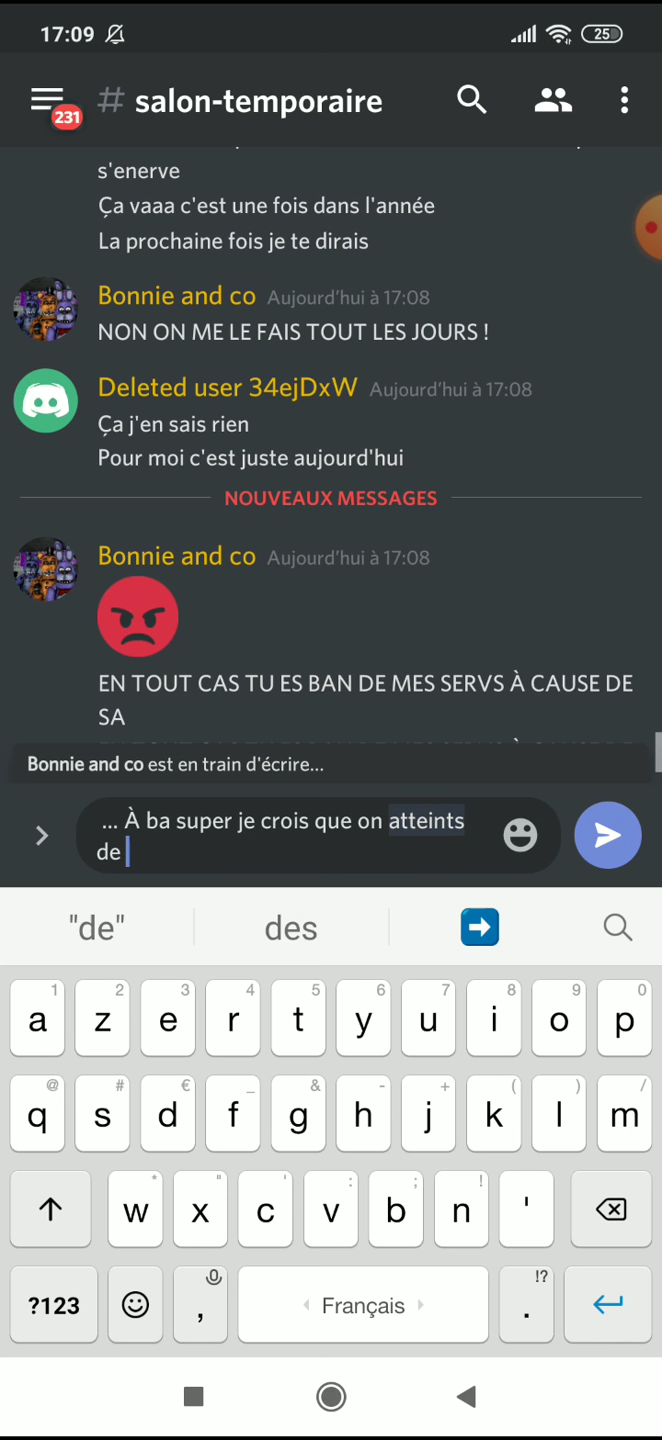 17:09
25
231
# salon-temporaire
s'enerve
Ça vaaa c'est une fois dans l'année
La prochaine fois je te dirais
Bonnie and co Aujourd'hui à 17:08
NON ON ME LE FAIS TOUT LES JOURS !
Deleted user 34ejDxW Aujourd'hui à 17:08
Ça j'en sais rien
Pour moi c'est juste aujourd'hui
NOUVEAUX MESSAGES
Bonnie and co Aujourd'hui à 17:08
EN TOUT CAS TU ES BAN DE MES SERVS À CAUSE DE
SA
Bonnie and co est en train d'écrire...
... À ba super je crois que on atteints
de
"de" des
1 2 3 4 5 6 7 8 9 0
a z e r t y u i o p
@ # € _ & - + ( ) /
q s d f g h j k l m
* " ' : ; !
w x c v b n '
!?
?123 , Français .